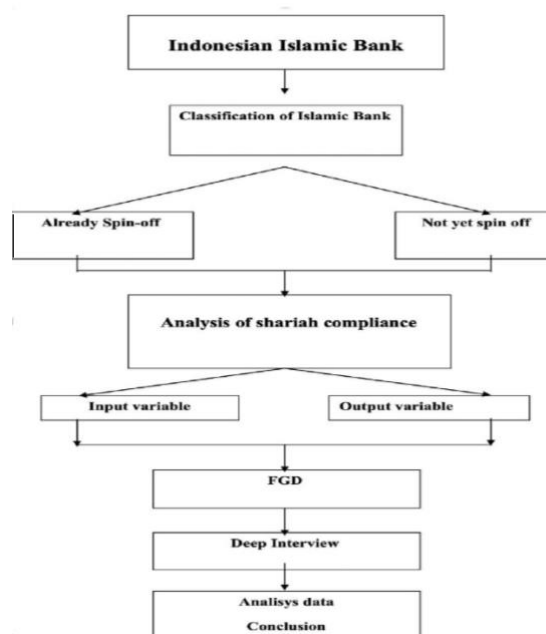 Indonesian Islamic Bank
Classification of Islamic Bank
Already Spin-off
Not yet spin off
Analysis of shariah compliance
Input variable
Output variable
FGD
Deep Interview
Analisys data
Conclusion